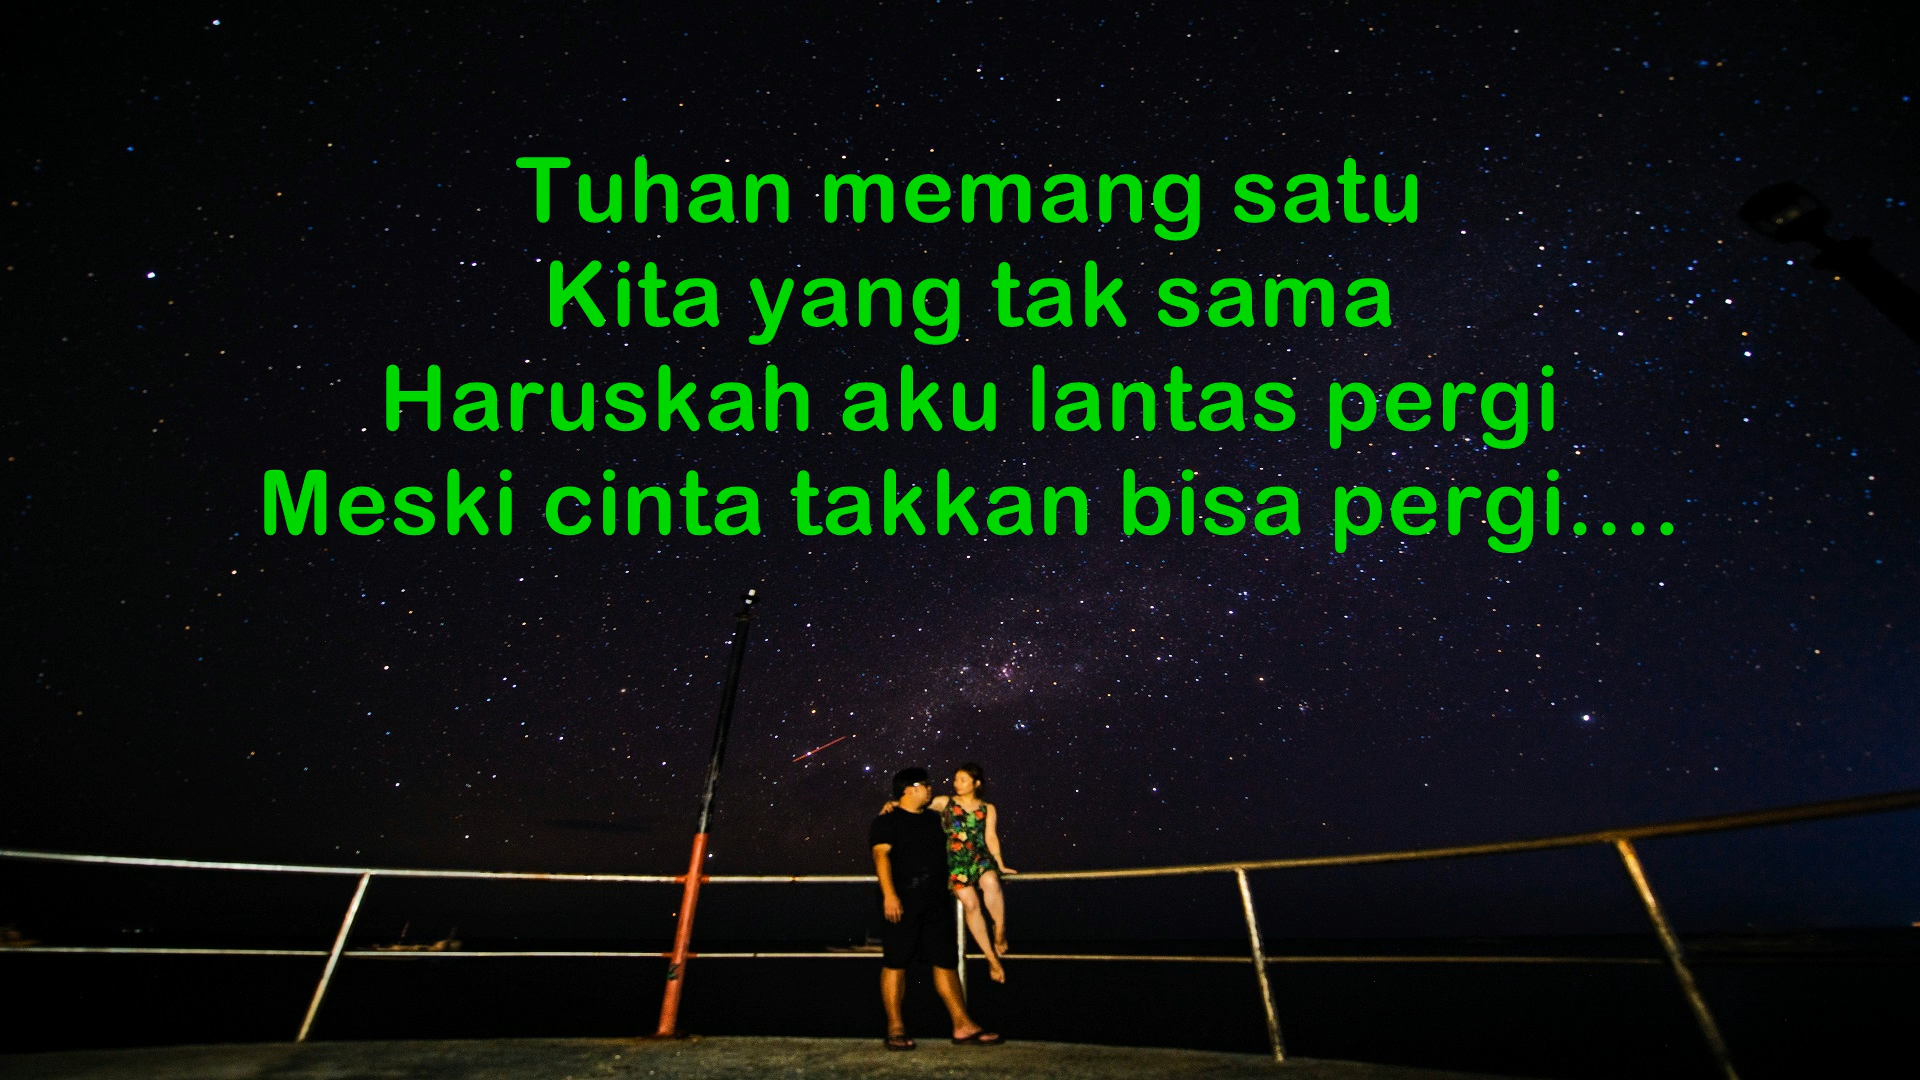 Tuhan memang satu
Kita yang tak sama
Haruskah aku lantas pergi
Meski cinta takkan bisa pergi....